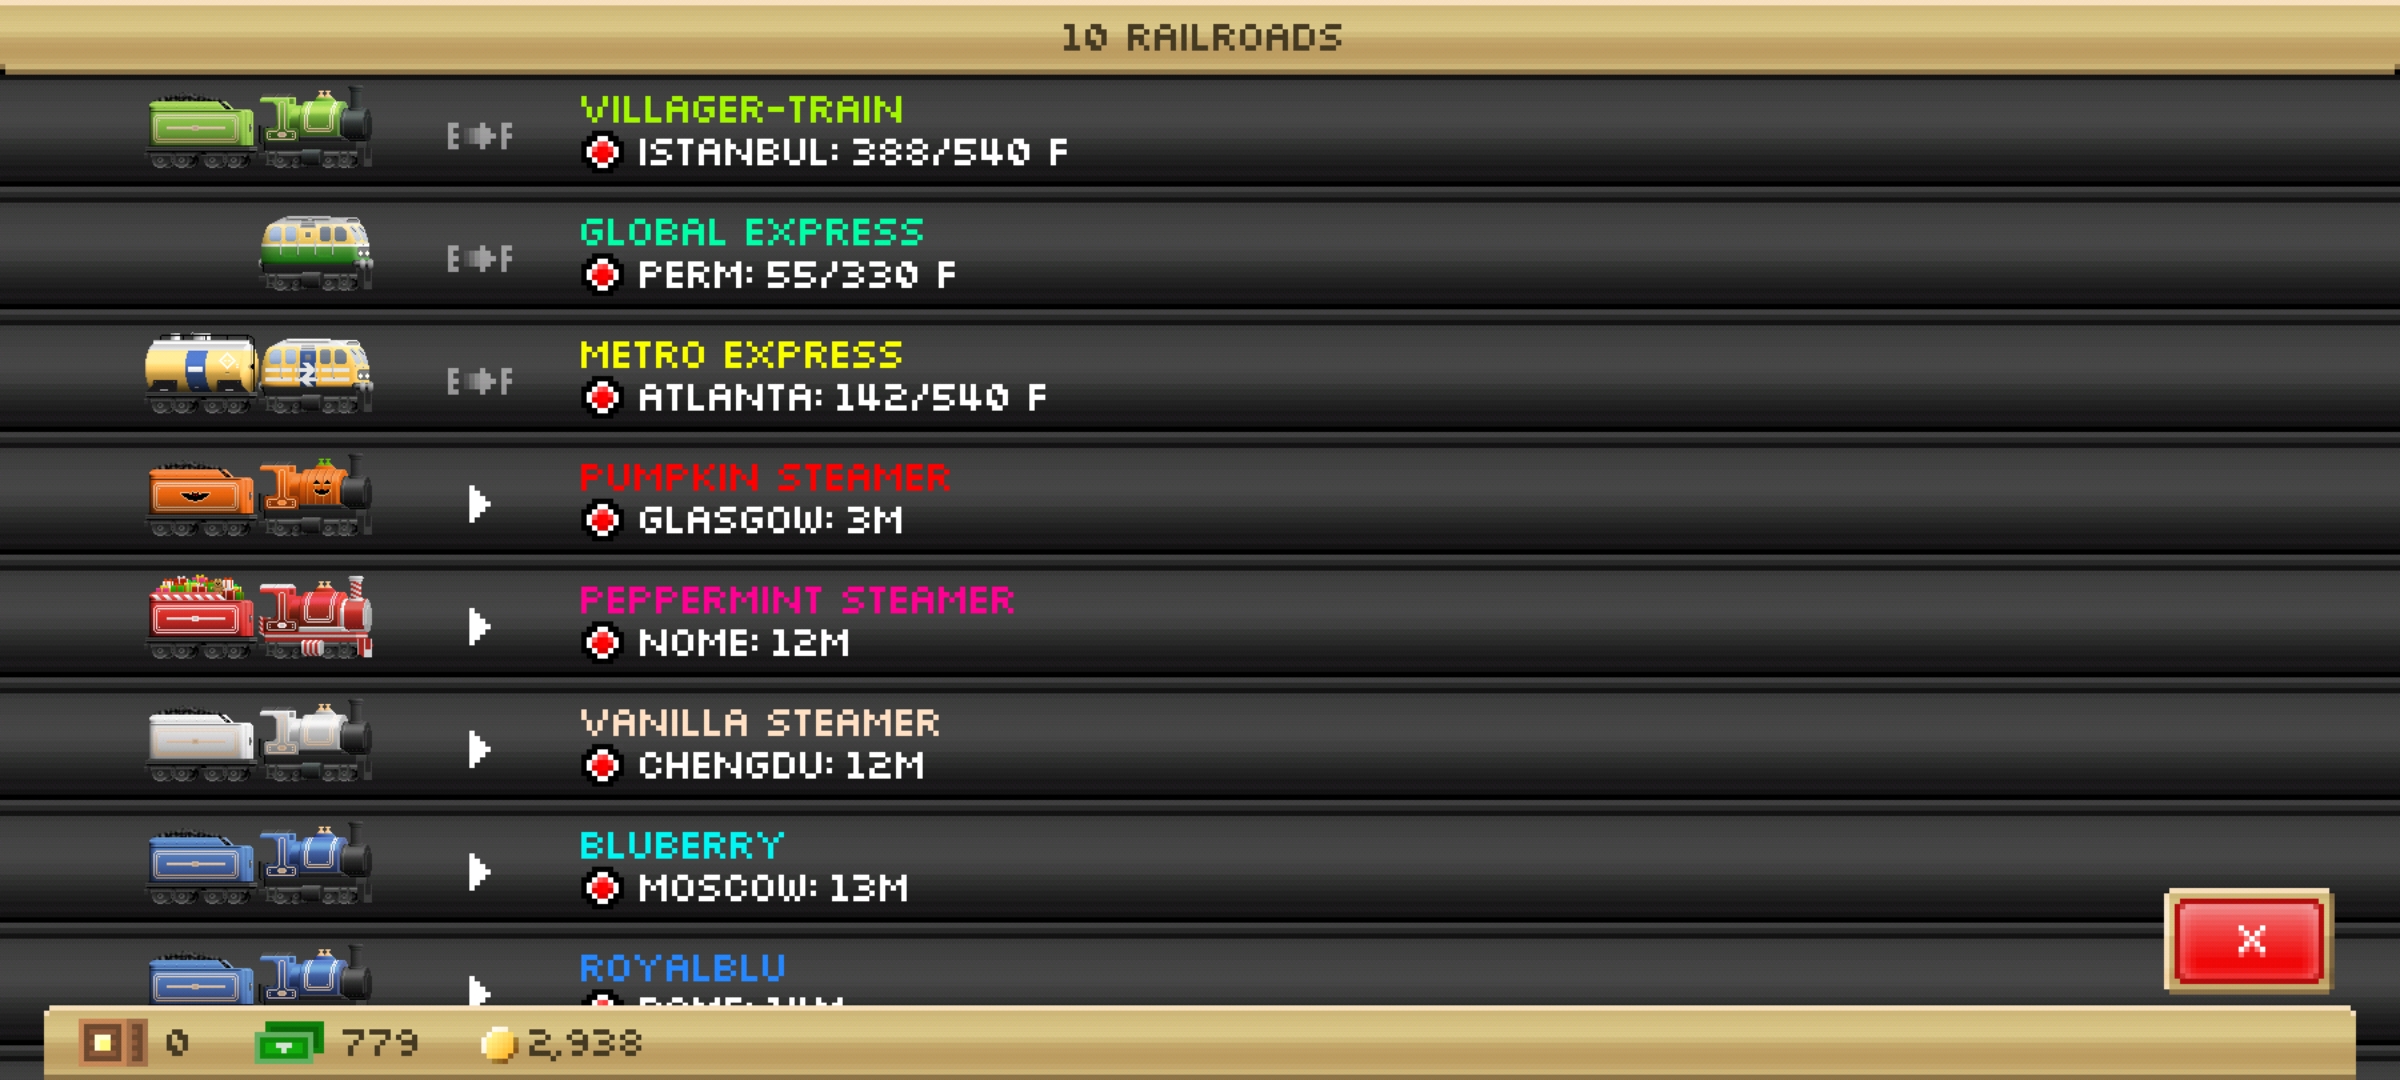 10 RAILROADS
VILLAGER-TRAIN
E F
ISTANBUL: 388/540 F
GLOBAL EXPRESS
E F
PERM: 55/330 F
METRO EXPRESS
E F
ATLANTA: 142/540 F
PUMPKIN STEAMER
GLASGOW: 3M
PEPPERMINT STEAMER
NOME: 12M
VANILLA STEAMER
CHENGDU: 12M
BLUBERRY
MOSCOW: 13M
X
ROYALBLU
0 779 2,938